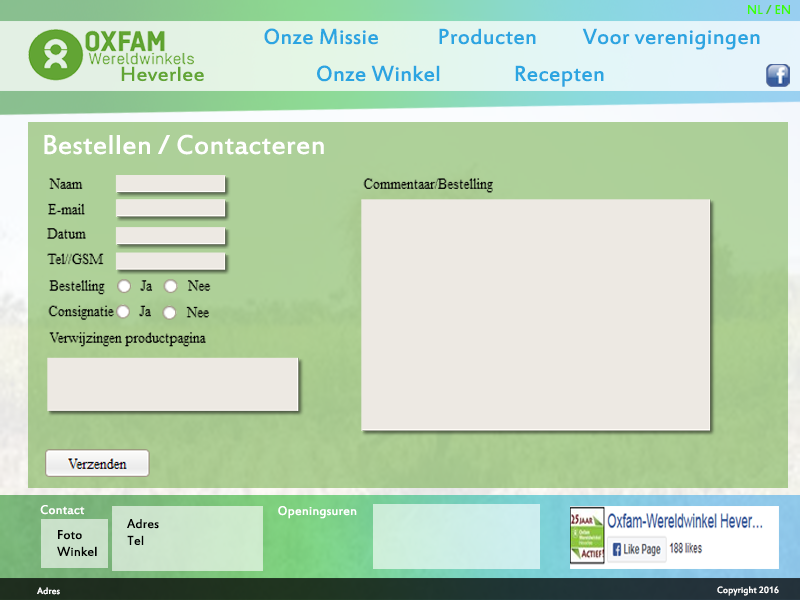 NL / EN
OXFAM
Wereldwinkels
Heverlee
Onze Missie Producten Voor verenigingen
Onze Winkel Recepten
f
Bestellen / Contacteren
Naam
E-mail
Datum
Tel//GSM
Bestelling Ja Nee
Consignatie Ja Nee
Verwijzingen productpagina
Commentaar/Bestelling
Verzenden
Contact
Foto
Winkel
Adres
Tel
Openingsuren
25 JAAR
ACTIEF!
Oxfam-Wereldwinkel Hever...
f Like Page 188 likes
Adres
Copyright 2016